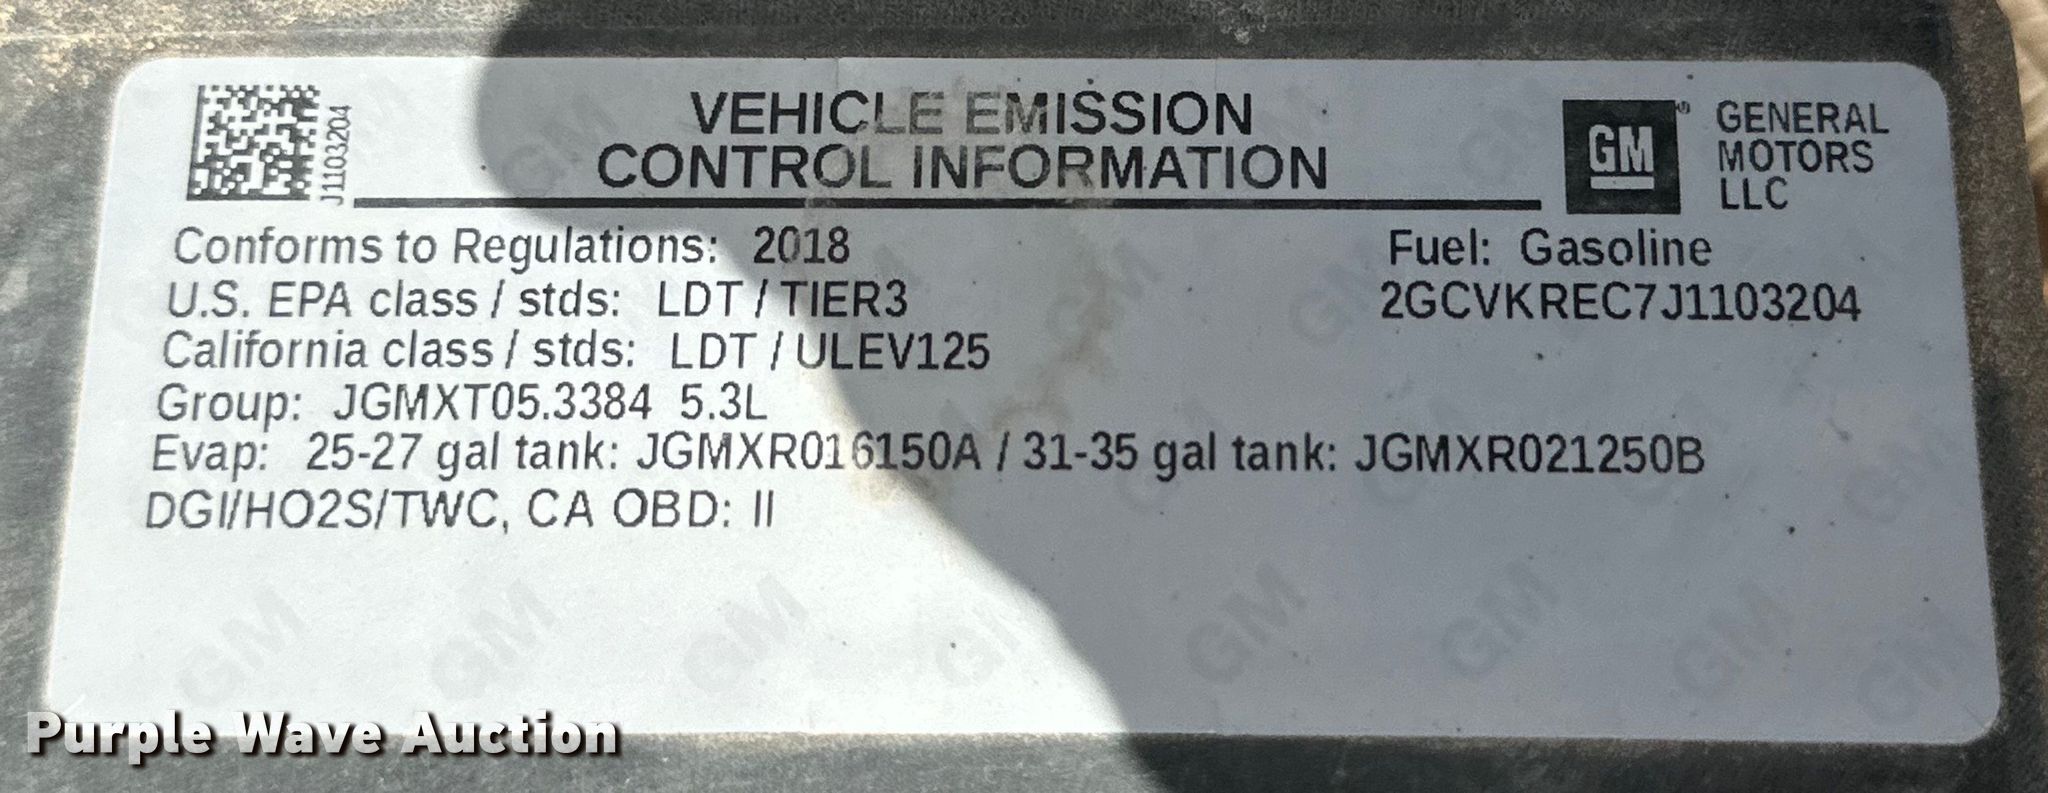 J1103204
VEHICLE EMISSION
CONTROL INFORMATION
GM
GENERAL
MOTORS
LLC
Conforms to Regulations: 2018
Fuel: Gasoline
U.S. EPA class / stds: LDT / TIER3
2GCVKREC7J1103204
California class / stds: LDT / ULEV125
Group: JGMXT05.3384 5.3L
Evap: 25-27 gal tank: JGMXR016150A / 31-35 gal tank: JGMXR021250B
DGI/HO2S/TWC, CA OBD: II
Purple Wave Auction